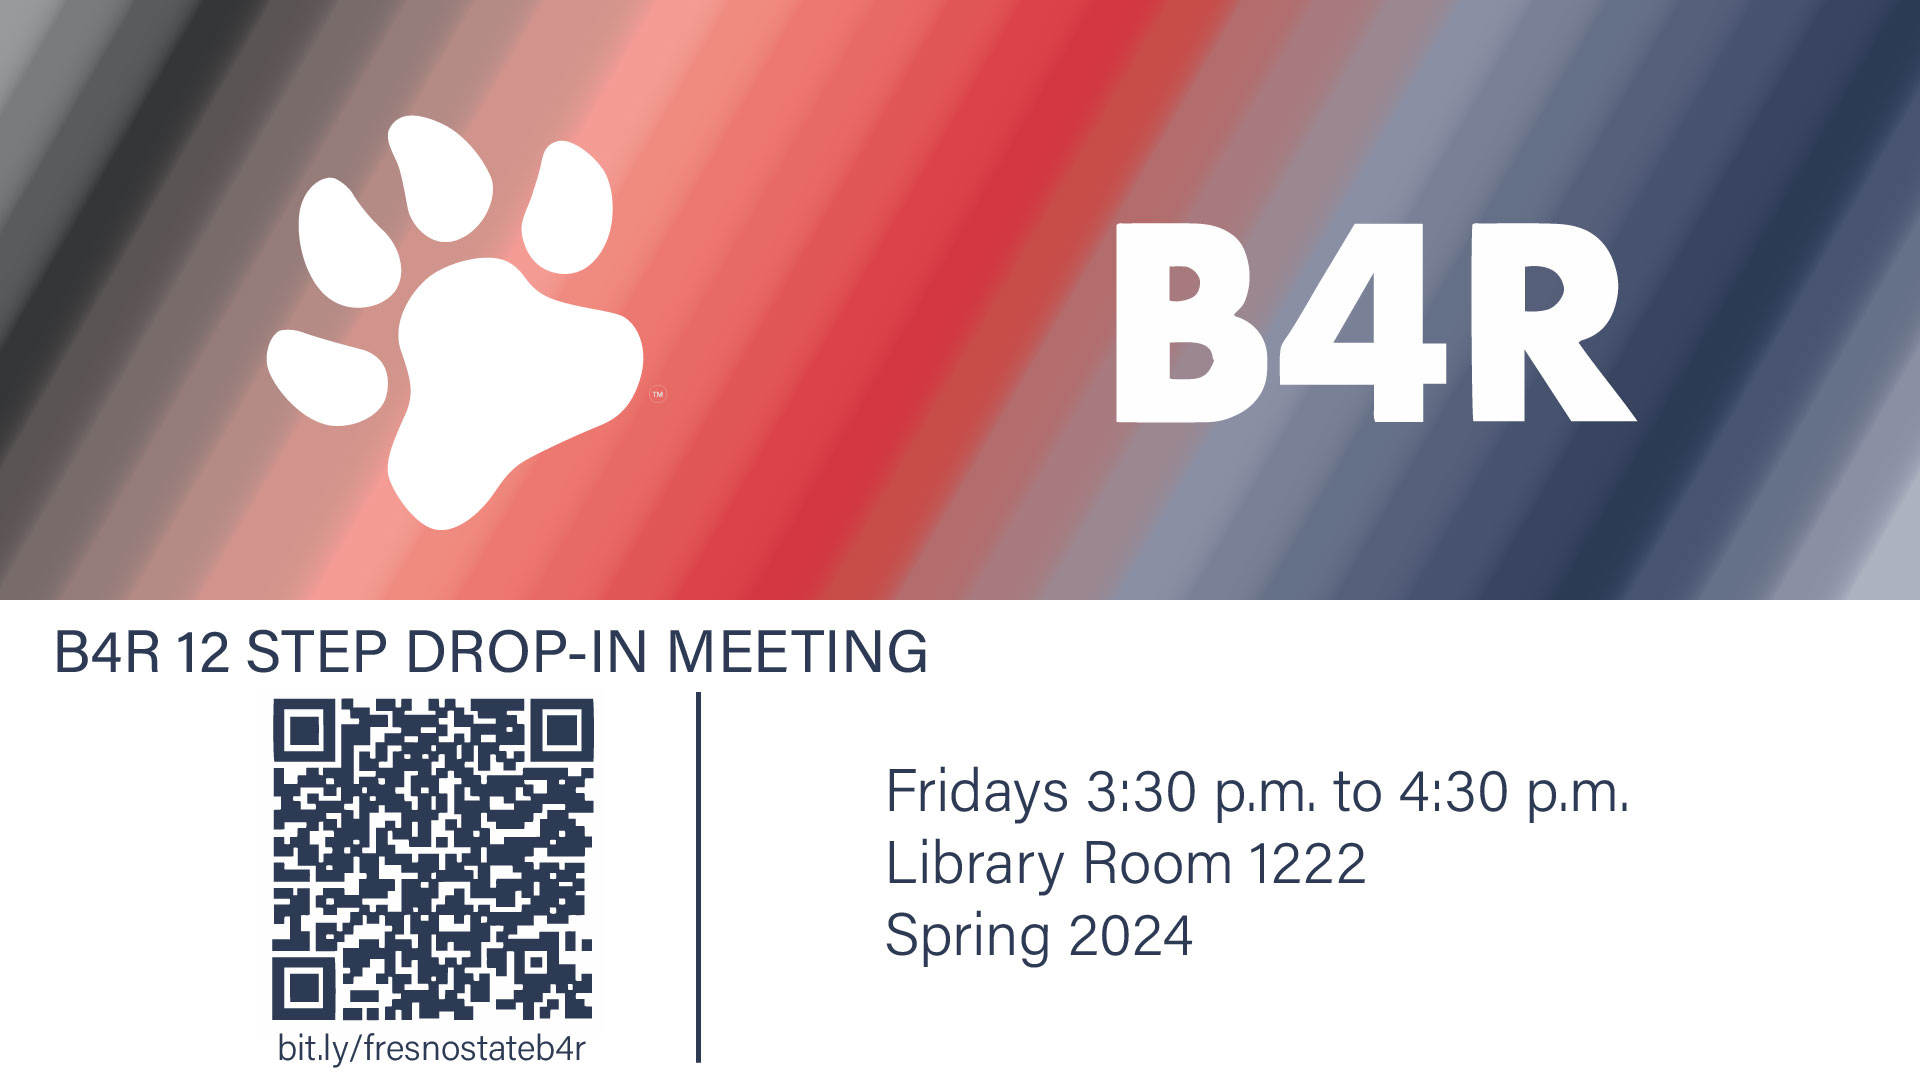 TM
B4R
B4R 12 STEP DROP-IN MEETING
bit.ly/fresnostateb4r
Fridays 3:30 p.m. to 4:30 p.m.
Library Room 1222
Spring 2024